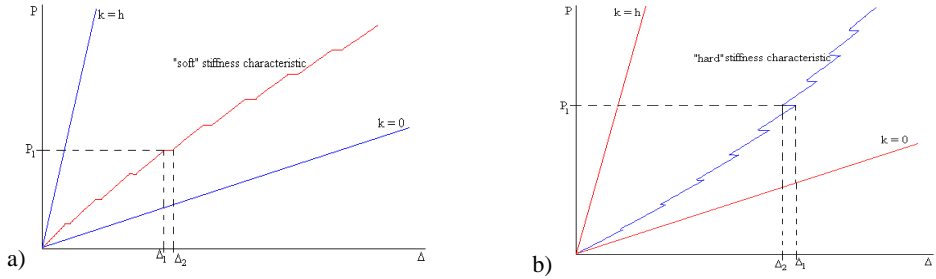 P
k = h
"soft" stiffness characteristic
k = 0
P₁
Δ₁
Δ₂
Δ
a)
P
k = h
"hard" stiffness characteristic
P₁
k = 0
Δ₂
Δ₁
Δ
b)